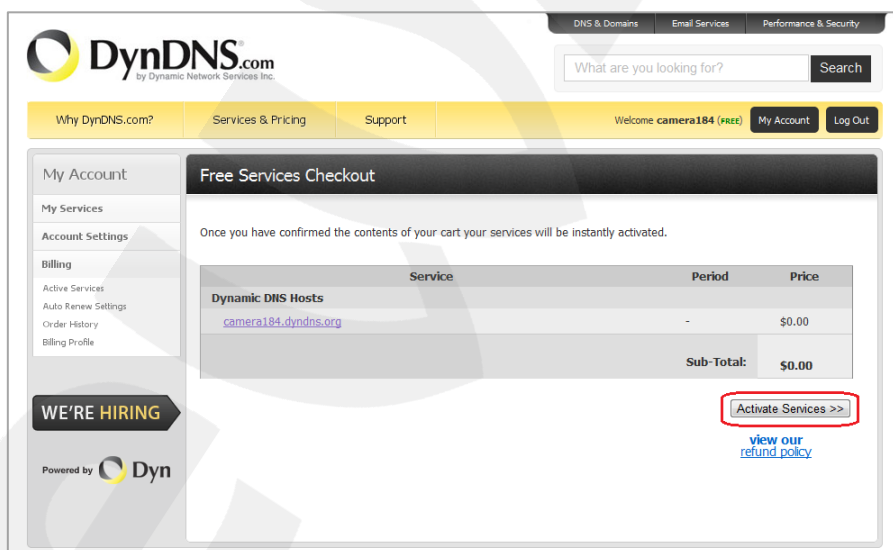 DNS & Domains Email Services Performance & Security
DynDNS.com
by Dynamic Network Services Inc.
What are you looking for? Search
Why DynDNS.com? Services & Pricing Support Welcome camera184 (FREE) My Account Log Out
My Account
My Services
Account Settings
Billing
Active Services
Auto Renew Settings
Order History
Billing Profile
WE'RE HIRING
Powered by Dyn
Free Services Checkout
Once you have confirmed the contents of your cart your services will be instantly activated.
Service Period Price
Dynamic DNS Hosts
camera184.dyndns.org - $0.00
Sub-Total: $0.00
Activate Services >>
view our
refund policy